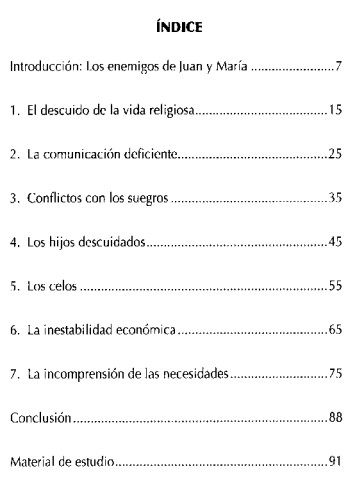 ÍNDICE
Introducción: Los enemigos de Juan y María ........................7
1. El descuido de la vida religiosa......................................15
2. La comunicación deficiente...........................................25
3. Conflictos con los suegros .............................................35
4. Los hijos descuidados....................................................45
5. Los celos .......................................................................55
6. La inestabilidad económica...........................................65
7. La incomprensión de las necesidades............................75
Conclusión.........................................................................88
Material de estudio.............................................................91